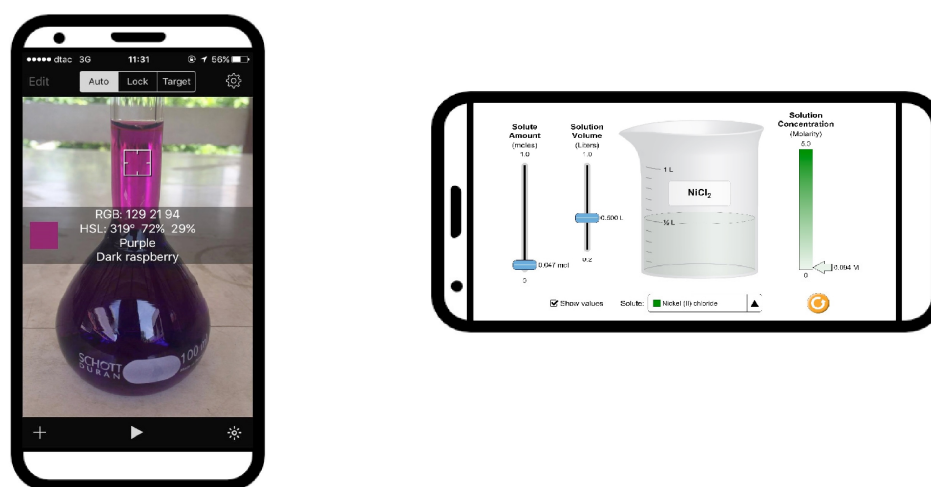 dtac 3G 11:31 56%
Edit Auto Lock Target
RGB: 129 21 94
HSL: 319° 72% 29%
Purple
Dark raspberry
SCHOTT
DURAN
100 m
Solute
Amount
(moles)
1.0
0.047 mol
0
Solution
Volume
(Liters)
1.0
0.500 L
0.2
1 L
NiCl₂
½ L
Solution
Concentration
(Molarity)
5.0
0.094 M
0
Show values
Solute: Nickel (II) chloride